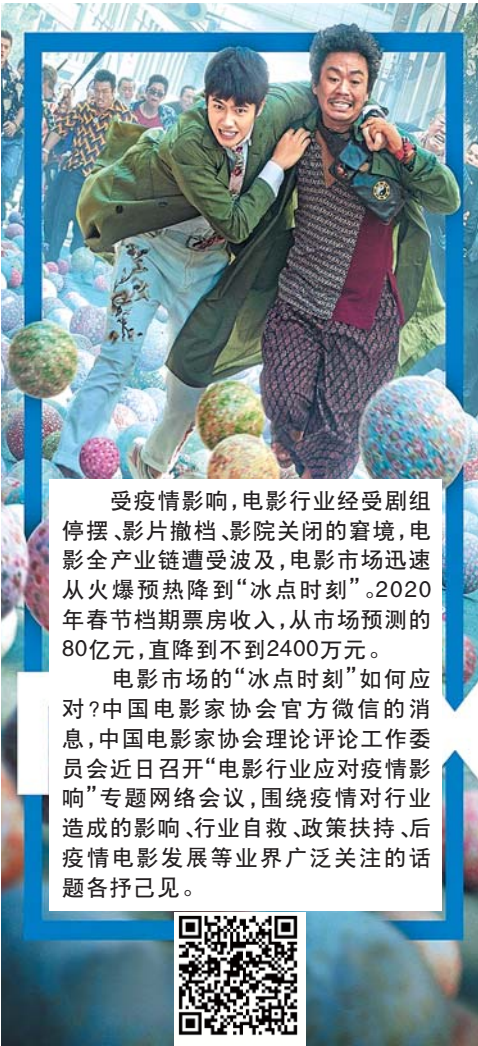 受疫情影响，电影行业经受剧组
停摆、影片撤档、影院关闭的窘境，电
影全产业链遭受波及，电影市场迅速
从火爆预热降到“冰点时刻”。2020
年春节档期票房收入，从市场预测的
80亿元，直降到不到2400万元。
电影市场的“冰点时刻”如何应
对？中国电影家协会官方微信的消
息，中国电影家协会理论评论工作委
员会近日召开“电影行业应对疫情影
响”专题网络会议，围绕疫情对行业
造成的影响、行业自救、政策扶持、后
疫情电影发展等业界广泛关注的话
题各抒己见。